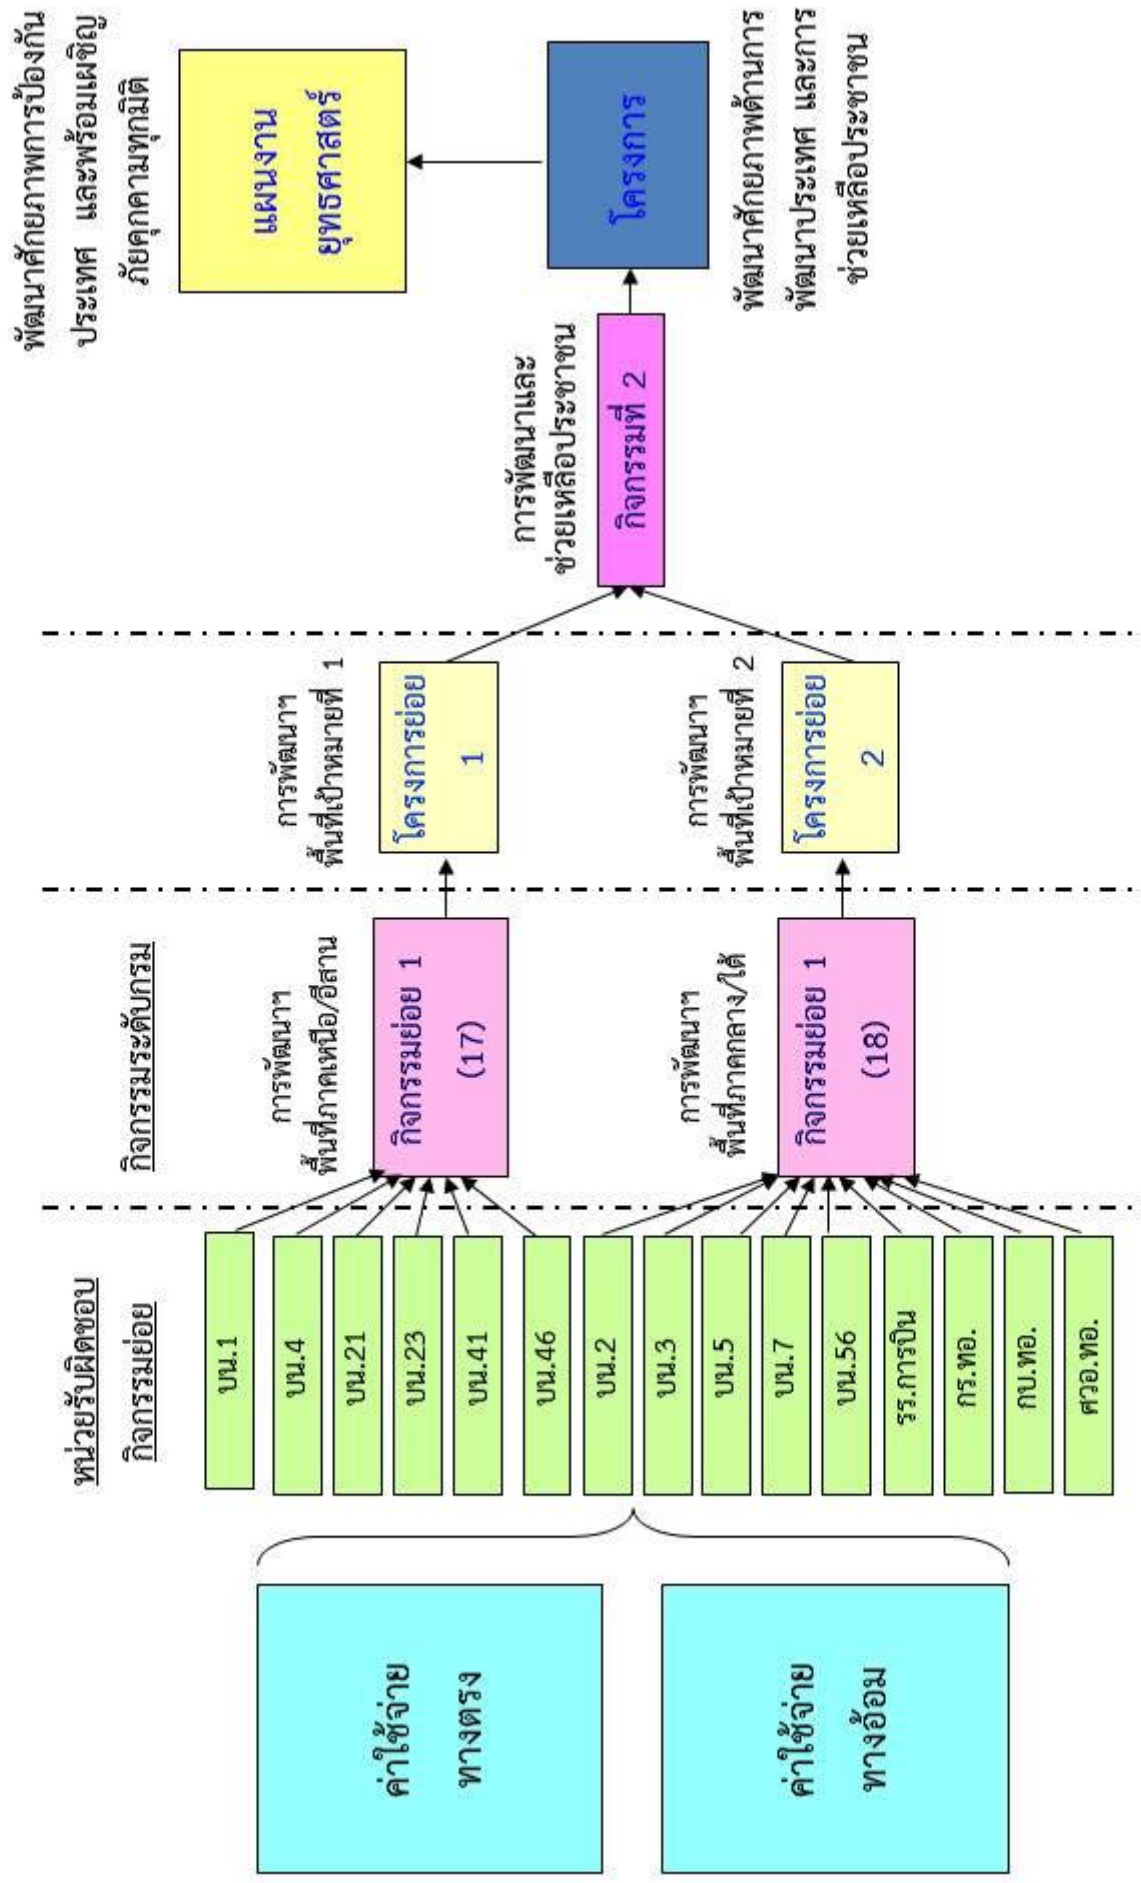 ค่าใช้จ่าย
ทางตรง
ค่าใช้จ่าย
ทางอ้อม
หน่วยรับผิดชอบ
กิจกรรมย่อย
บน.1
บน.4
บน.21
บน.23
บน.41
บน.46
บน.2
บน.3
บน.5
บน.7
บน.56
รร.การบิน
กร.ทอ.
กบ.ทอ.
ศวอ.ทอ.
กิจกรรมระดับกรม
การพัฒนาฯ
พื้นที่ภาคเหนือ/อีสาน
กิจกรรมย่อย 1
(17)
การพัฒนาฯ
พื้นที่ภาคกลาง/ใต้
กิจกรรมย่อย 1
(18)
การพัฒนาฯ
พื้นที่เป้าหมายที่ 1
โครงการย่อย
1
การพัฒนาฯ
พื้นที่เป้าหมายที่ 2
โครงการย่อย
2
การพัฒนาและ
ช่วยเหลือประชาชน
กิจกรรมที่ 2
พัฒนาศักยภาพการป้องกัน
ประเทศ และพร้อมเผชิญ
ภัยคุกคามทุกมิติ
แผนงาน
ยุทธศาสตร์
โครงการ
พัฒนาศักยภาพด้านการ
พัฒนาประเทศ และการ
ช่วยเหลือประชาชน